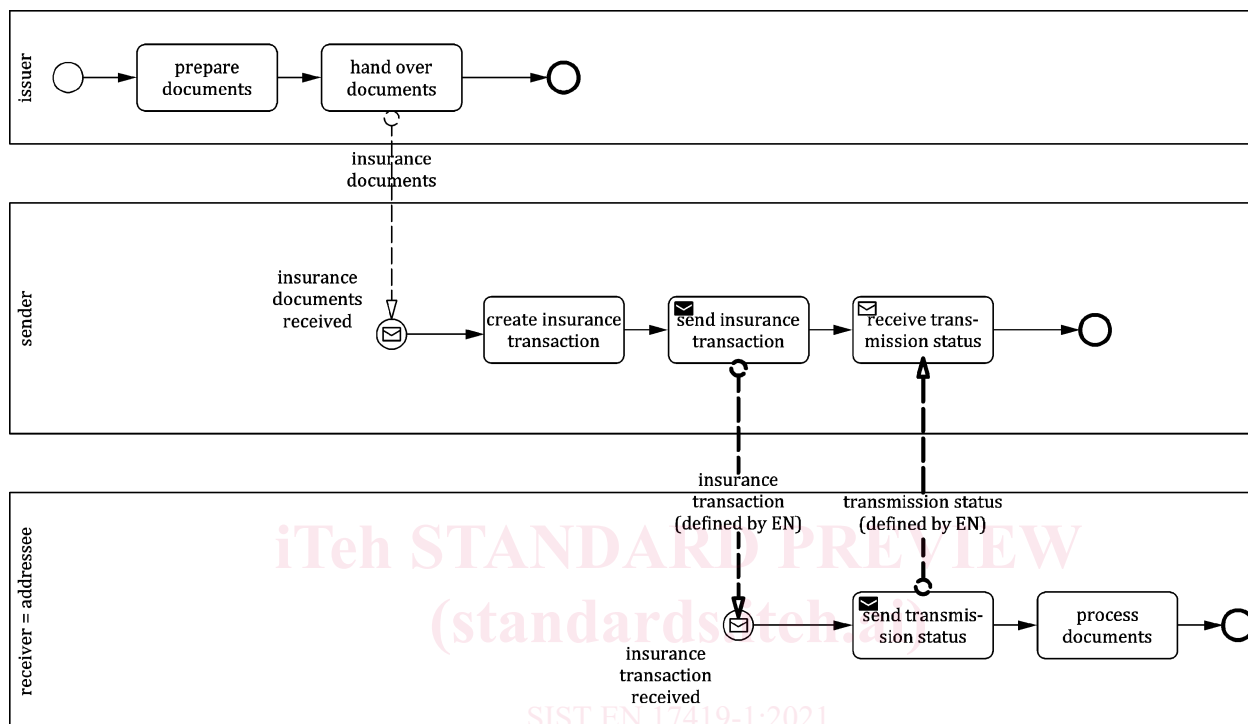 issuer
prepare
documents
hand over
documents
insurance
documents
sender
insurance
documents
received
create insurance
transaction
send insurance
transaction
receive trans-
mission status
insurance
transaction
(defined by EN)
transmission status
(defined by EN)
receiver = addressee
iTeh STANDARD PREVIEW
(standards.iteh.ai)
send transmis-
sion status
process
documents
insurance
transaction
received
SIST EN 17419-1:2021